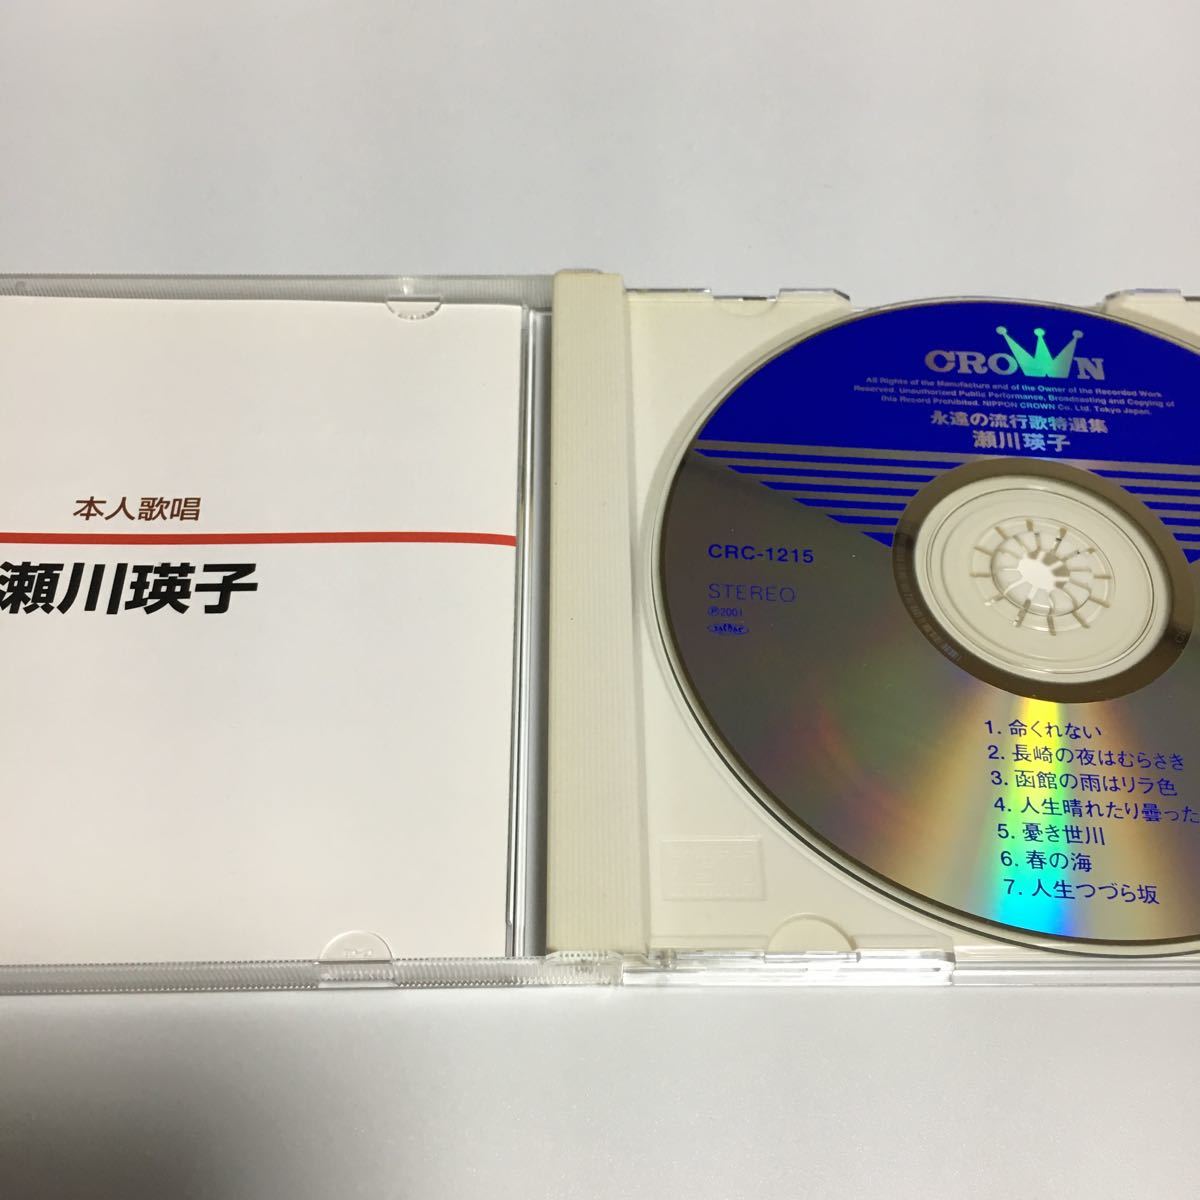 本人歌唱
瀬川瑛子
CROWN
All Rights of the Manufacture and of the Owner of the Recorded Work
Reserved. Unauthorized Public Performance, Broadcasting and Copying of
this Record Prohibited. NIPPON CROWN Co. Ltd. Tokyo Japan.
永遠の流行歌特選集
瀬川瑛子
CRC-1215
STEREO
Ⓟ2001
1. 命くれない
2. 長崎の夜はむらさき
3. 函館の雨はリラ色
4. 人生晴れたり曇った
5. 憂き世川
6. 春の海
7. 人生つづら坂